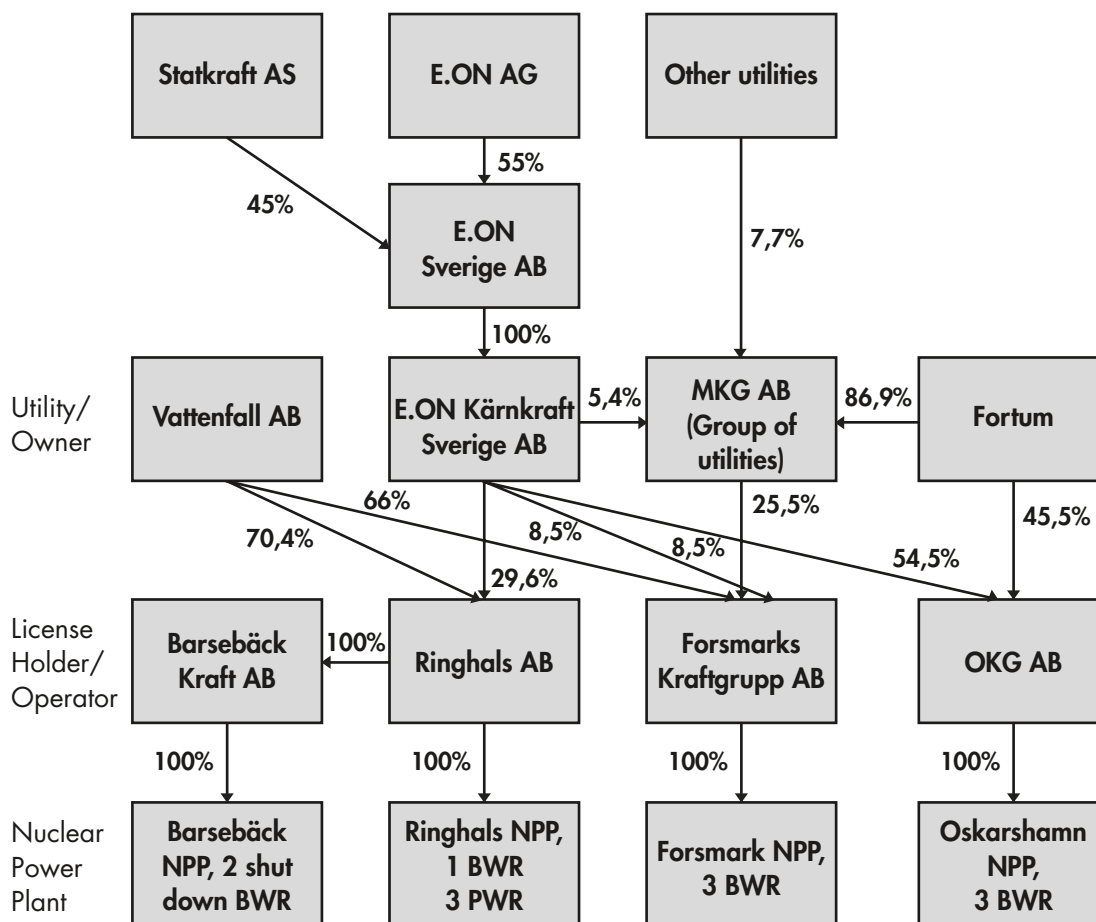 Statkraft AS
E.ON AG
Other utilities
55%
45%
E.ON
Sverige AB
7,7%
100%
Utility/
Owner
Vattenfall AB
E.ON Kärnkraft
Sverige AB
5,4%
MKG AB
(Group of
utilities)
86,9%
Fortum
66%
70,4%
8,5%
29,6%
8,5%
25,5%
54,5%
45,5%
License
Holder/
Operator
Barsebäck
Kraft AB
100%
Ringhals AB
Forsmarks
Kraftgrupp AB
OKG AB
100%
100%
100%
100%
Nuclear
Power
Plant
Barsebäck
NPP, 2 shut
down BWR
Ringhals NPP,
1 BWR
3 PWR
Forsmark NPP,
3 BWR
Oskarshamn
NPP,
3 BWR